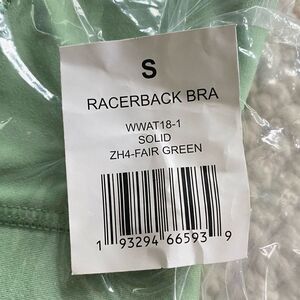 S
RACERBACK BRA
WWAT18-1
SOLID
ZH4-FAIR GREEN
1 93294 66593 9